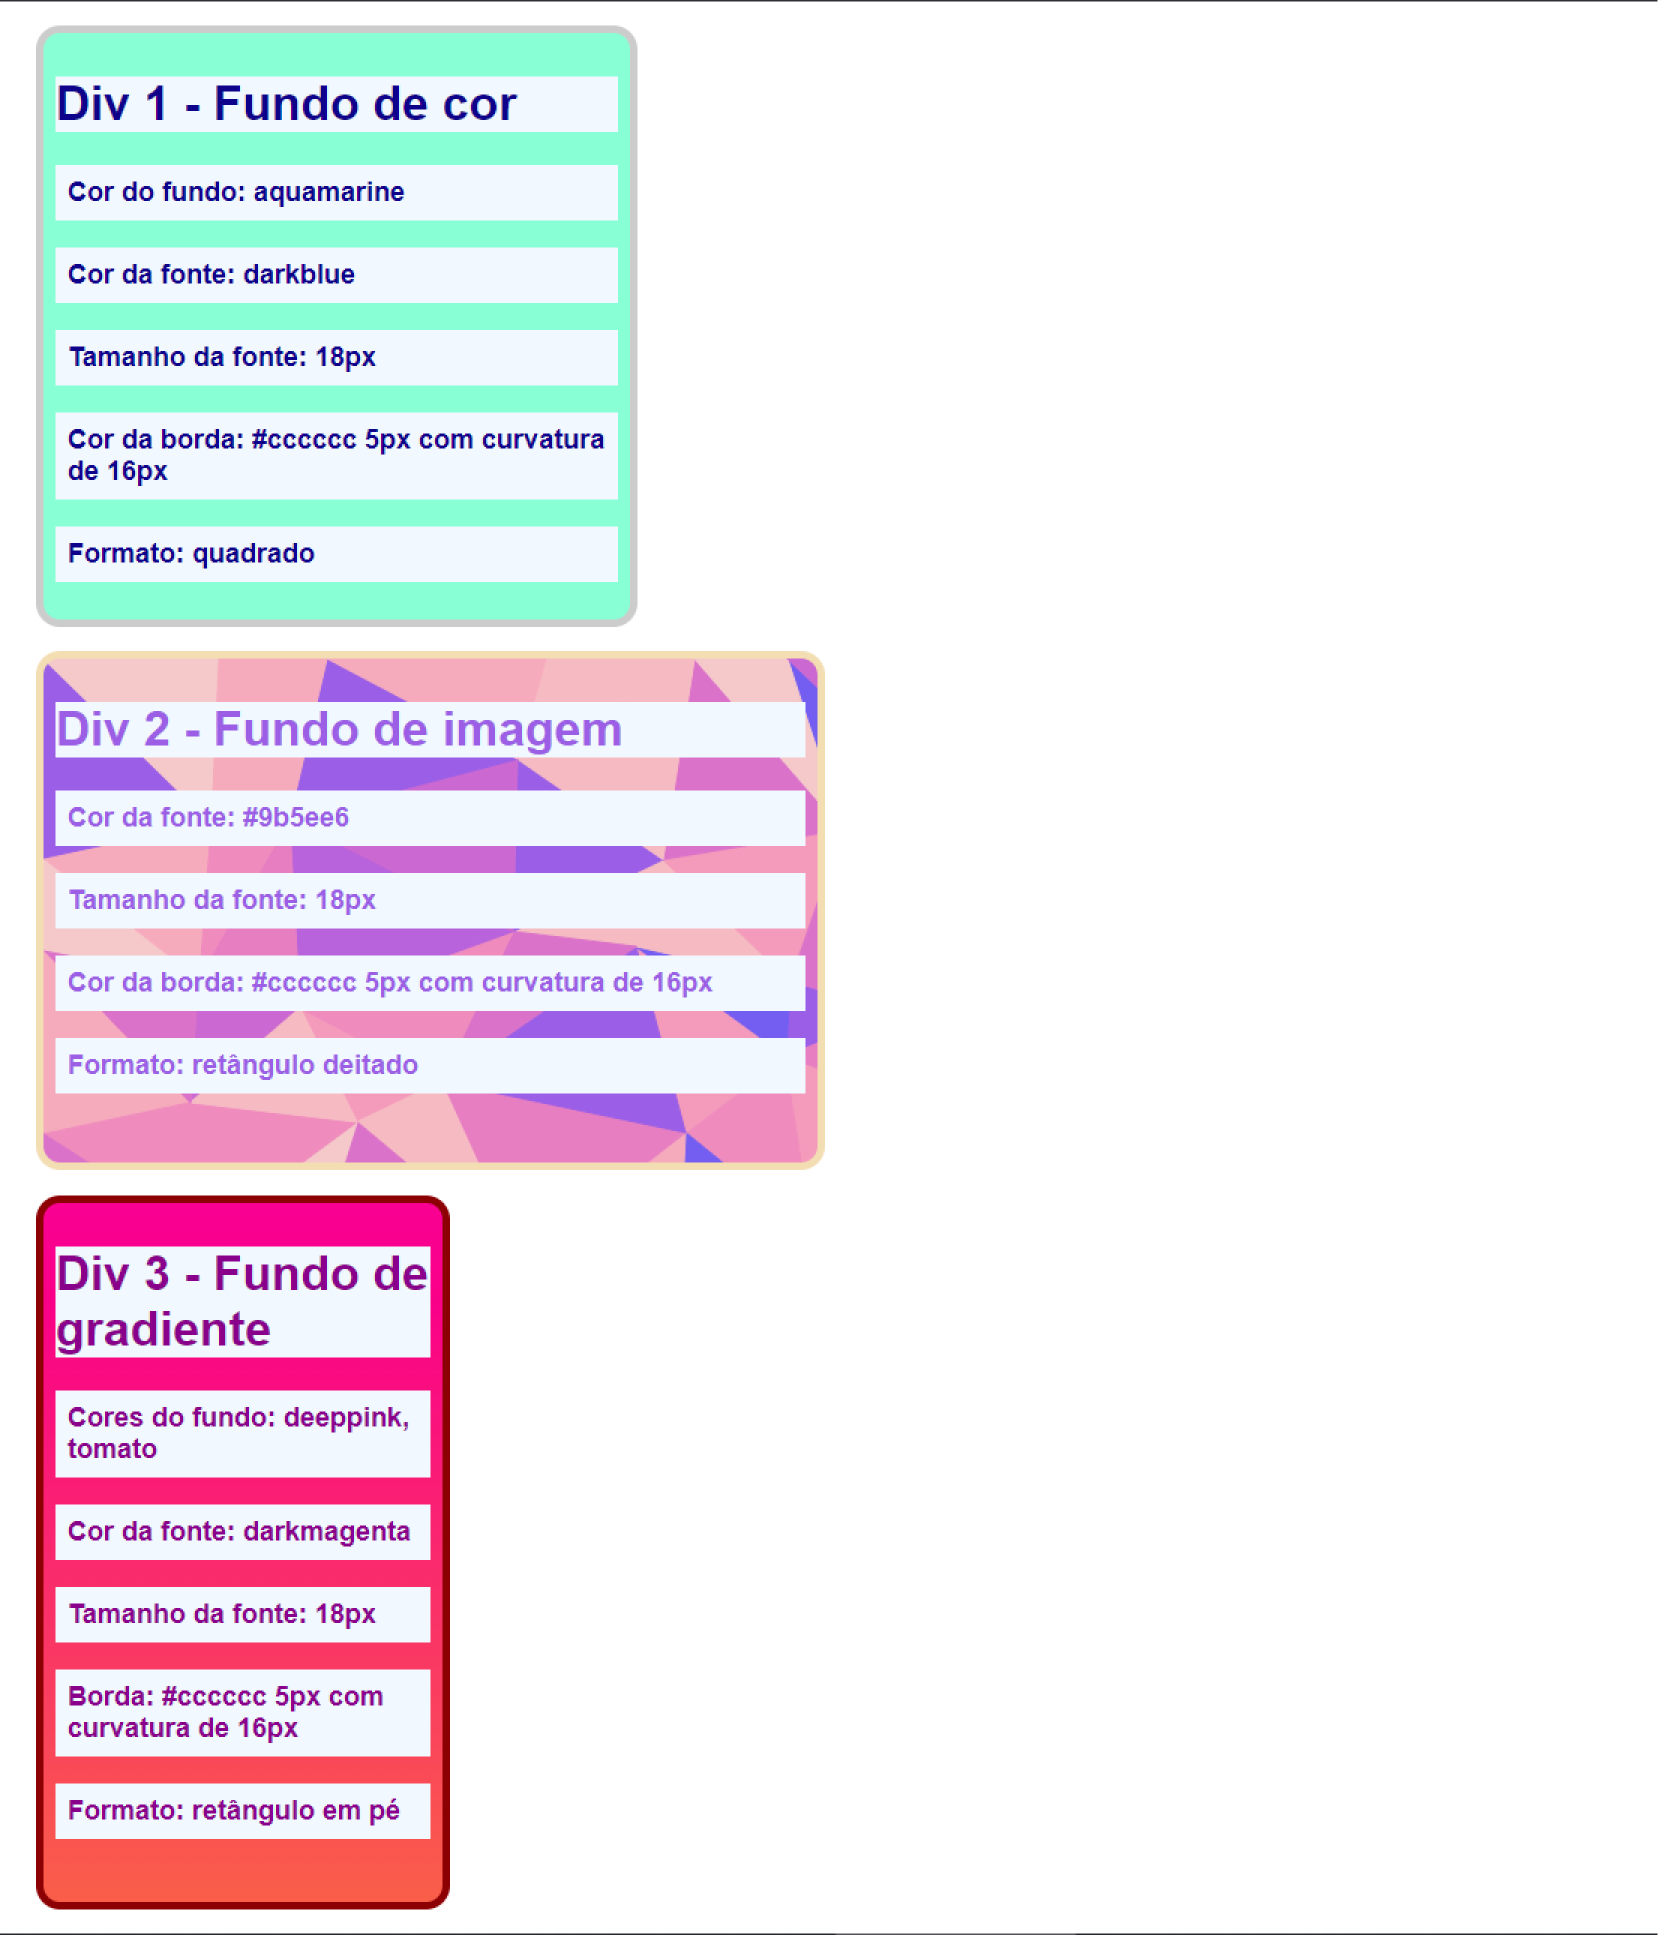 Div 1 - Fundo de cor
Cor do fundo: aquamarine
Cor da fonte: darkblue
Tamanho da fonte: 18px
Cor da borda: #cccccc 5px com curvatura
de 16px
Formato: quadrado
Div 2 - Fundo de imagem
Cor da fonte: #9b5ee6
Tamanho da fonte: 18px
Cor da borda: #cccccc 5px com curvatura de 16px
Formato: retângulo deitado
Div 3 - Fundo de
gradiente
Cores do fundo: deeppink,
tomato
Cor da fonte: darkmagenta
Tamanho da fonte: 18px
Borda: #cccccc 5px com
curvatura de 16px
Formato: retângulo em pé